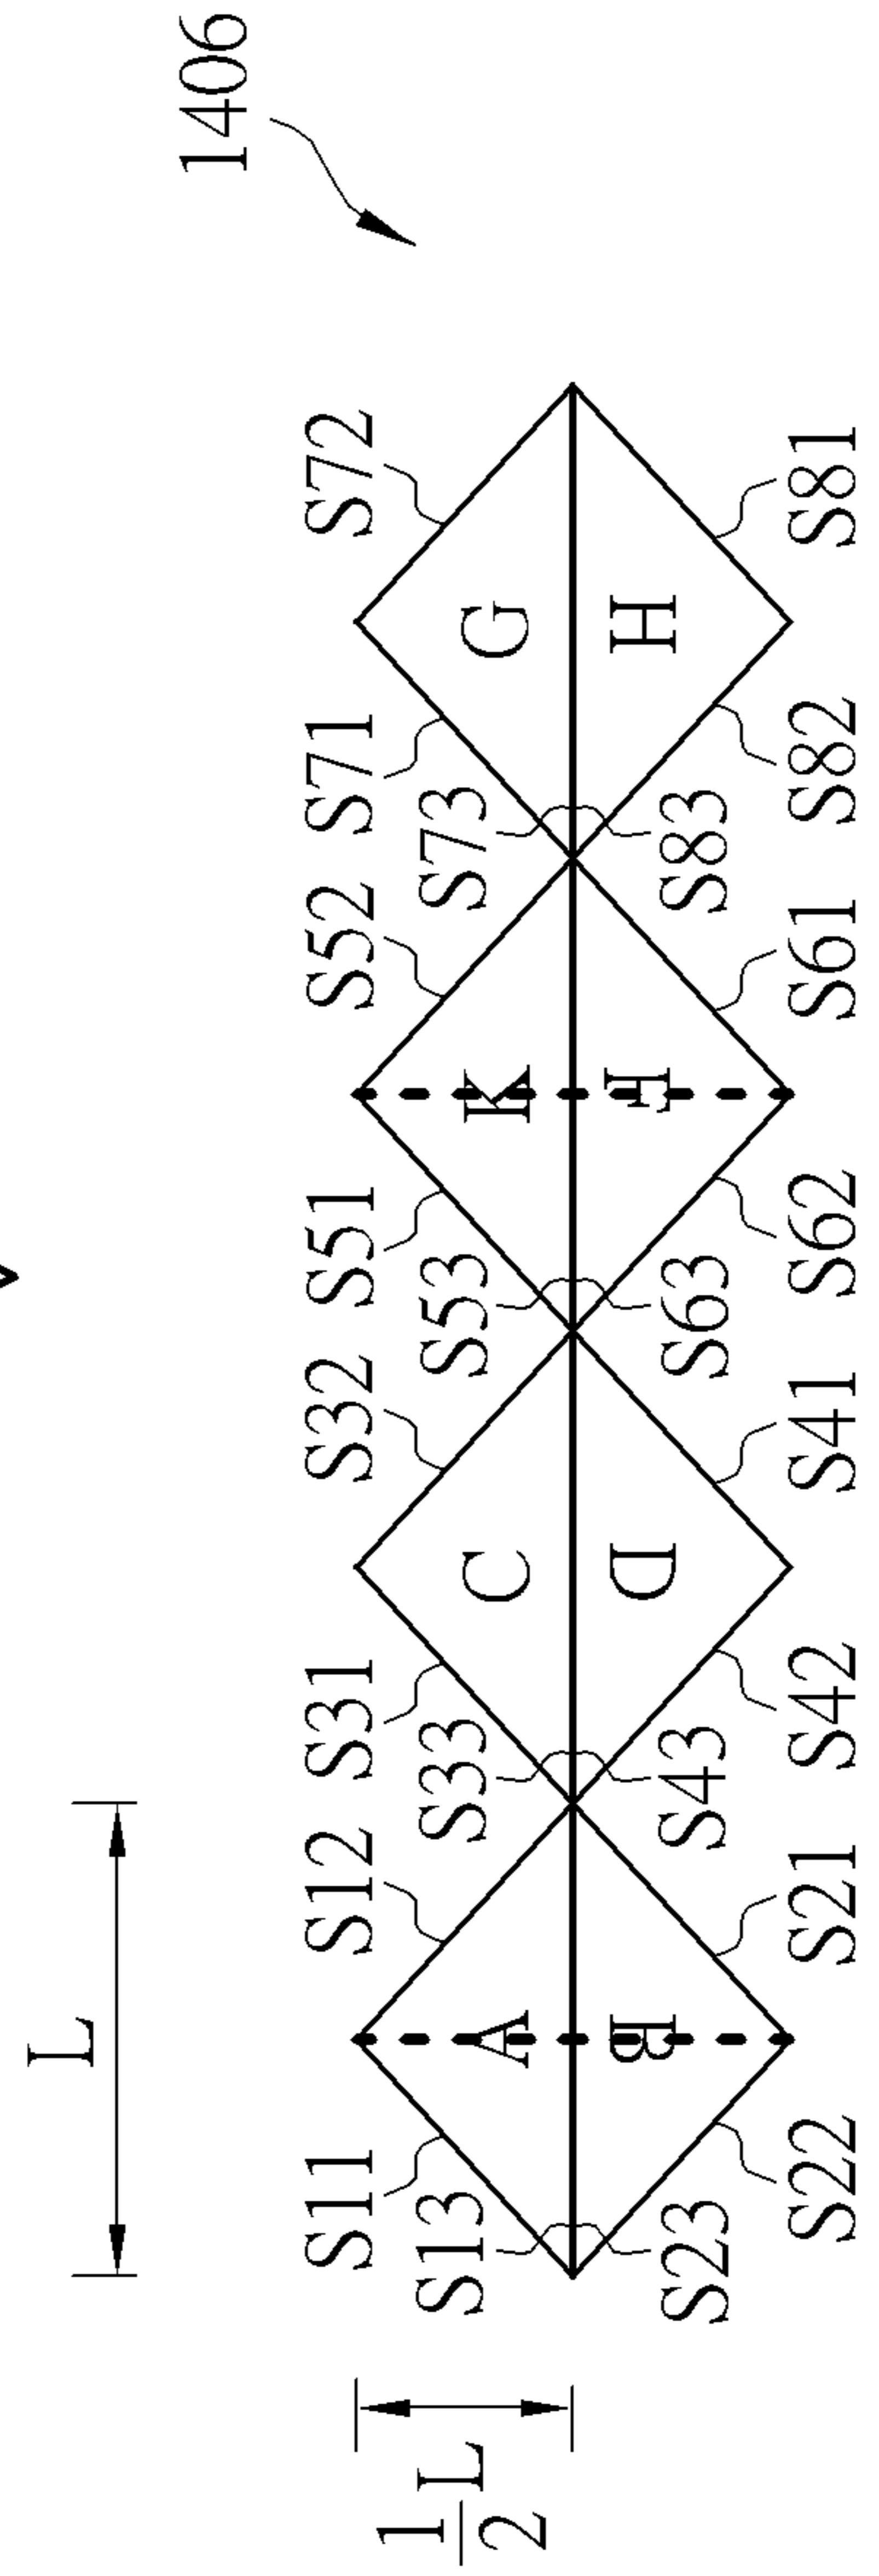 L
1406
S11 S12 S31 S32 S51 S52 S71 S72
S13 S33 S53 S73
1/2 L
A C K G
B D F H
S23 S43 S63 S83
S22 S21 S42 S41 S62 S61 S82 S81